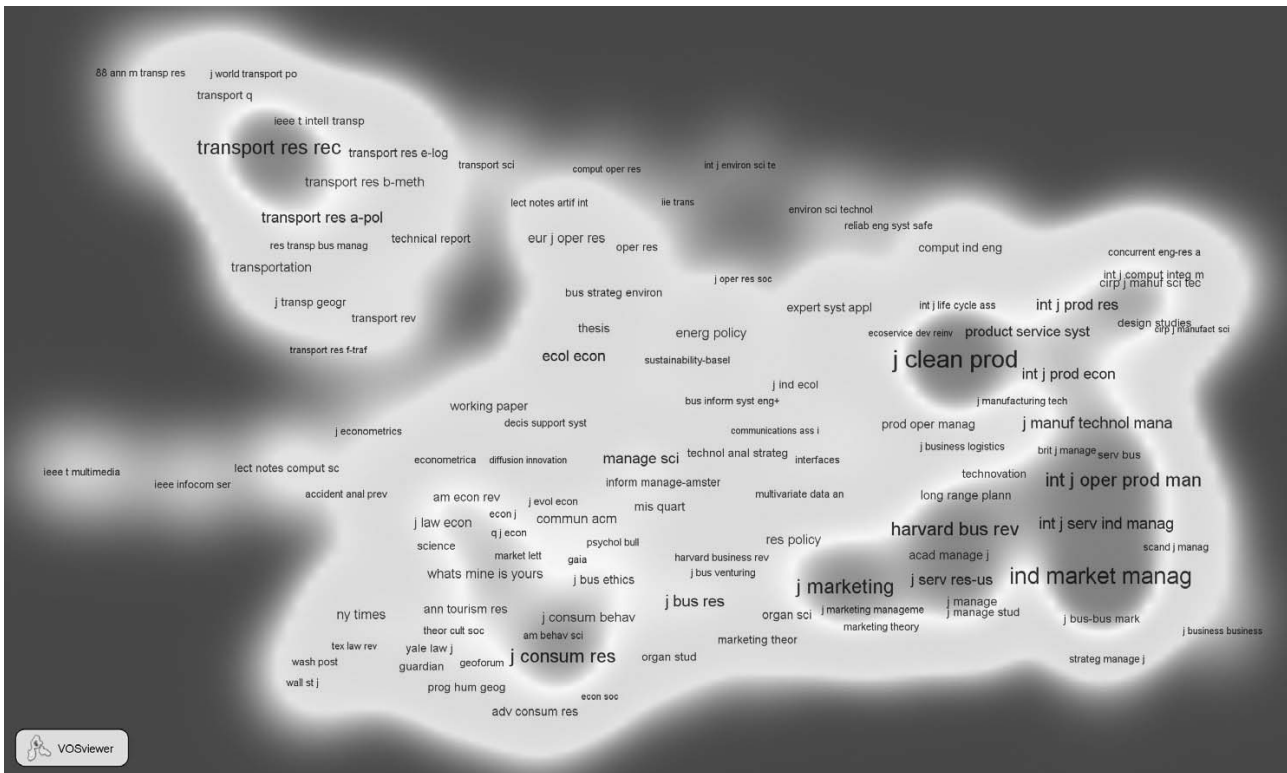 88 ann m transp res
j world transport po
transport q
ieee t intell transp
transport res rec
transport res e-log
transport sci
comput oper res
int j environ sci te
transport res b-meth
lect notes artif int
iie trans
environ sci technol
transport res a-pol
reliab eng syst safe
res transp bus manag
technical report
eur j oper res
oper res
comput ind eng
concurrent eng-res a
transportation
int j comput integ m
j oper res soc
cirp j manuf sci tec
j transp geogr
bus strateg environ
expert syst appl
int j life cycle ass
int j prod res
transport rev
thesis
energ policy
ecoservice dev reinv
product service syst
design studies
cirp j manufact sci
transport res f-traf
ecol econ
sustainability-basel
j clean prod
int j prod econ
j ind ecol
working paper
bus inform syst eng+
j manufacturing tech
decis support syst
j econometrics
communications ass i
prod oper manag
j manuf technol mana
ieee t multimedia
lect notes comput sc
econometrica
diffusion innovation
manage sci
technol anal strateg
interfaces
j business logistics
brit j manage
serv bus
ieee infocom ser
inform manage-amster
technovation
int j oper prod man
accident anal prev
am econ rev
j evol econ
mis quart
multivariate data an
long range plann
j law econ
econ j
commun acm
harvard bus rev
int j serv ind manag
q j econ
science
psychol bull
res policy
scand j manag
market lett
gaia
harvard business rev
acad manage j
whats mine is yours
j bus ethics
j bus venturing
j marketing
j serv res-us
ind market manag
ny times
ann tourism res
j consum behav
j bus res
organ sci
j marketing manageme
j manage
j manage stud
j bus-bus mark
theor cult soc
am behav sci
marketing theor
marketing theory
j business business
tex law rev
yale law j
wash post
guardian
geoforum
j consum res
organ stud
strateg manage j
wall st j
prog hum geog
econ soc
adv consum res
VOSviewer